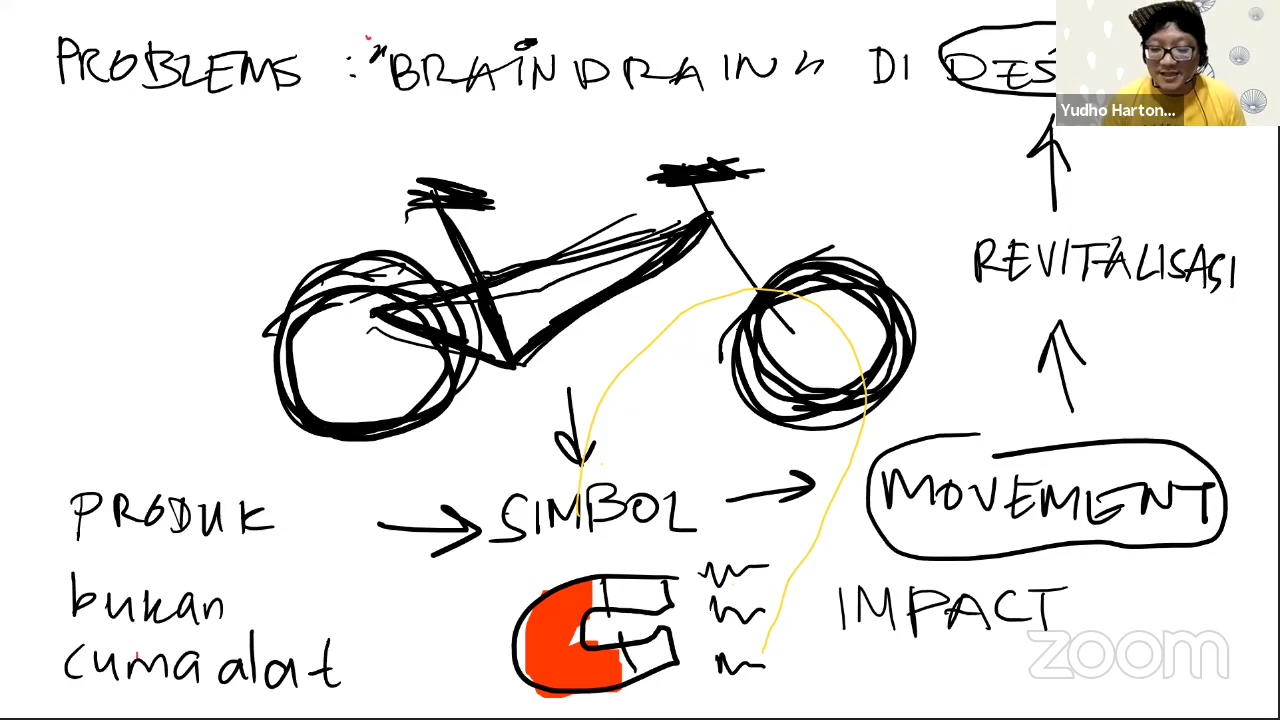 PROBLEMS : "BRAINDRAIN" DI DES
Yudho Harton...
REVITALISASI
PRODUK → SIMBOL → MOVEMENT
bukan
IMPACT
cuma alat
zoom